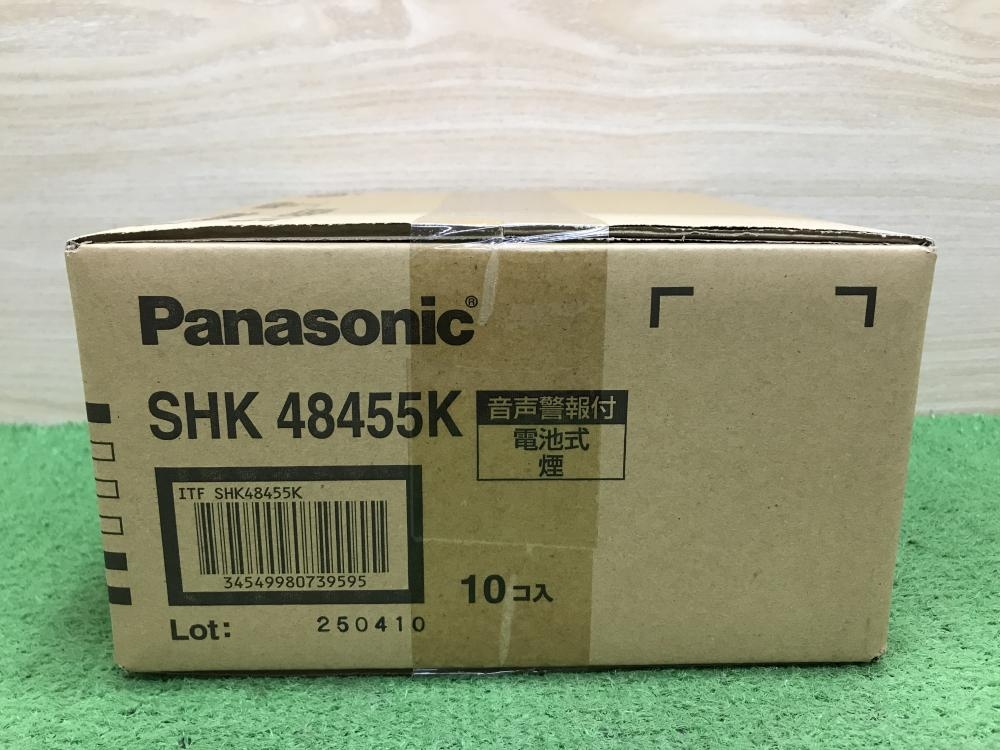 Panasonic®
SHK 48455K
音声警報付
電池式
煙
ITF SHK48455K
34549980739595
10コ入
Lot: 250410